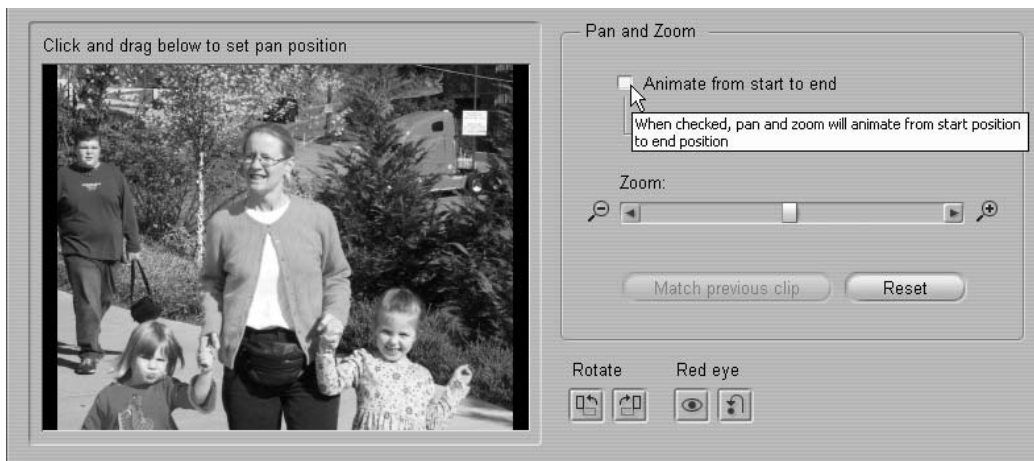 Click and drag below to set pan position
Pan and Zoom
Animate from start to end
When checked, pan and zoom will animate from start position
to end position
Zoom:
Match previous clip
Reset
Rotate
Red eye